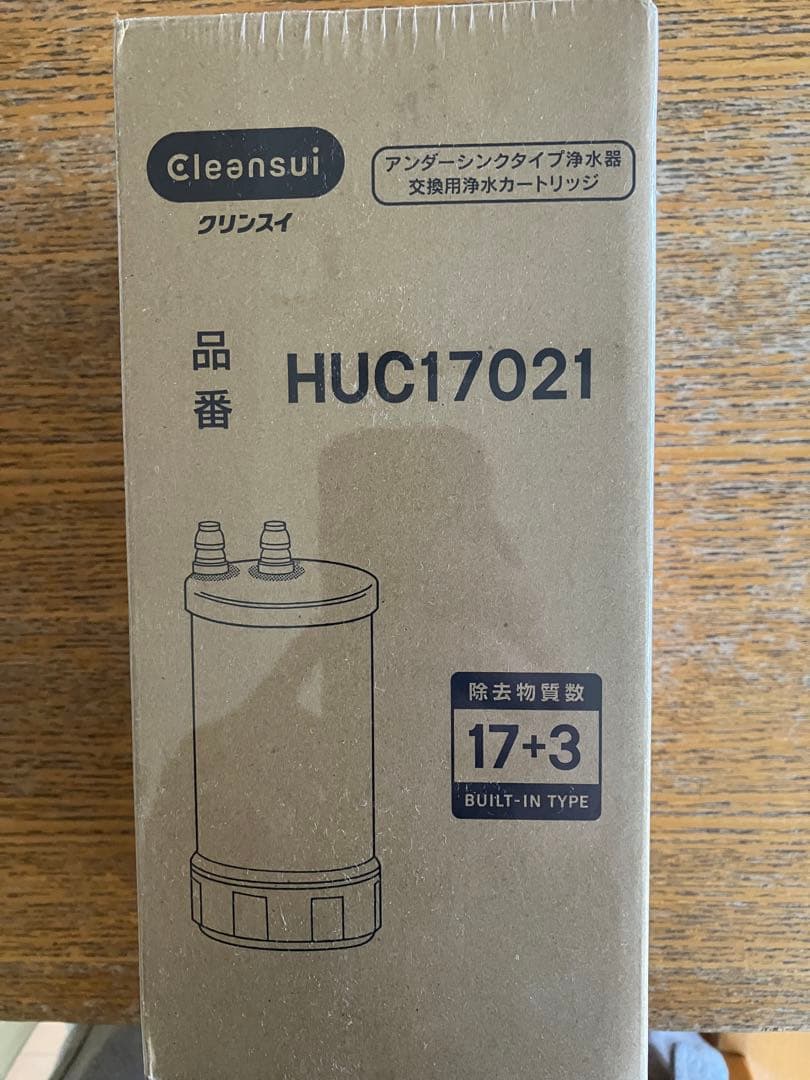 Cleansui
クリンスイ
アンダーシンクタイプ浄水器
交換用浄水カートリッジ
品番
HUC17021
除去物質数
17+3
BUILT-IN TYPE